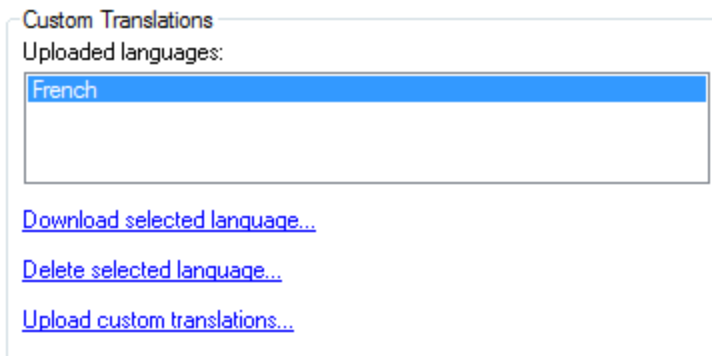 Custom Translations
Uploaded languages:
French
Download selected language...
Delete selected language...
Upload custom translations...